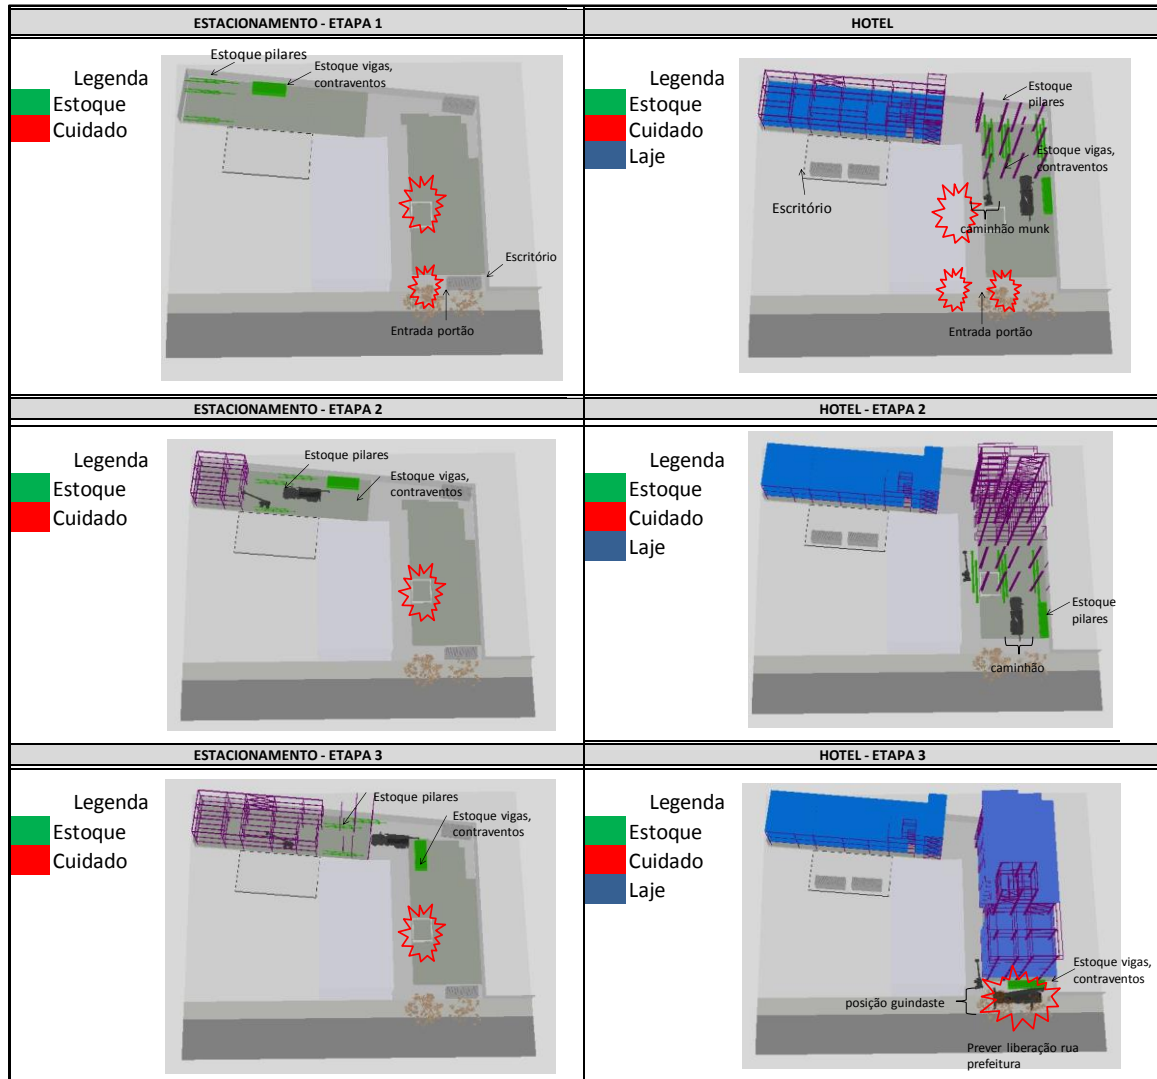 ESTACIONAMENTO - ETAPA 1
Legenda
Estoque
Cuidado
Estoque pilares
Estoque vigas,
contraventos
Escritório
Entrada portão
HOTEL
Legenda
Estoque
Cuidado
Laje
Estoque
pilares
Estoque vigas,
contraventos
Escritório
caminhão munk
Entrada portão
ESTACIONAMENTO - ETAPA 2
Legenda
Estoque
Cuidado
Estoque pilares
Estoque vigas,
contraventos
HOTEL - ETAPA 2
Legenda
Estoque
Cuidado
Laje
Estoque
pilares
caminhão
ESTACIONAMENTO - ETAPA 3
Legenda
Estoque
Cuidado
Estoque pilares
Estoque vigas,
contraventos
HOTEL - ETAPA 3
Legenda
Estoque
Cuidado
Laje
Estoque vigas,
contraventos
posição guindaste
Prever liberação rua
prefeitura